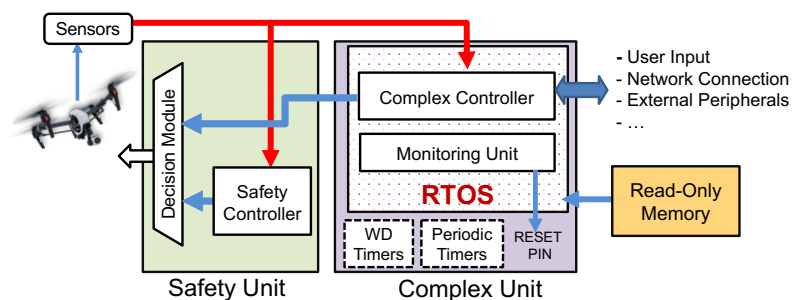 Sensors
Decision Module
Safety
Controller
Safety Unit
Complex Controller
Monitoring Unit
RTOS
WD
Timers
Periodic
Timers
RESET
PIN
Complex Unit
- User Input
- Network Connection
- External Peripherals
- ...
Read-Only
Memory